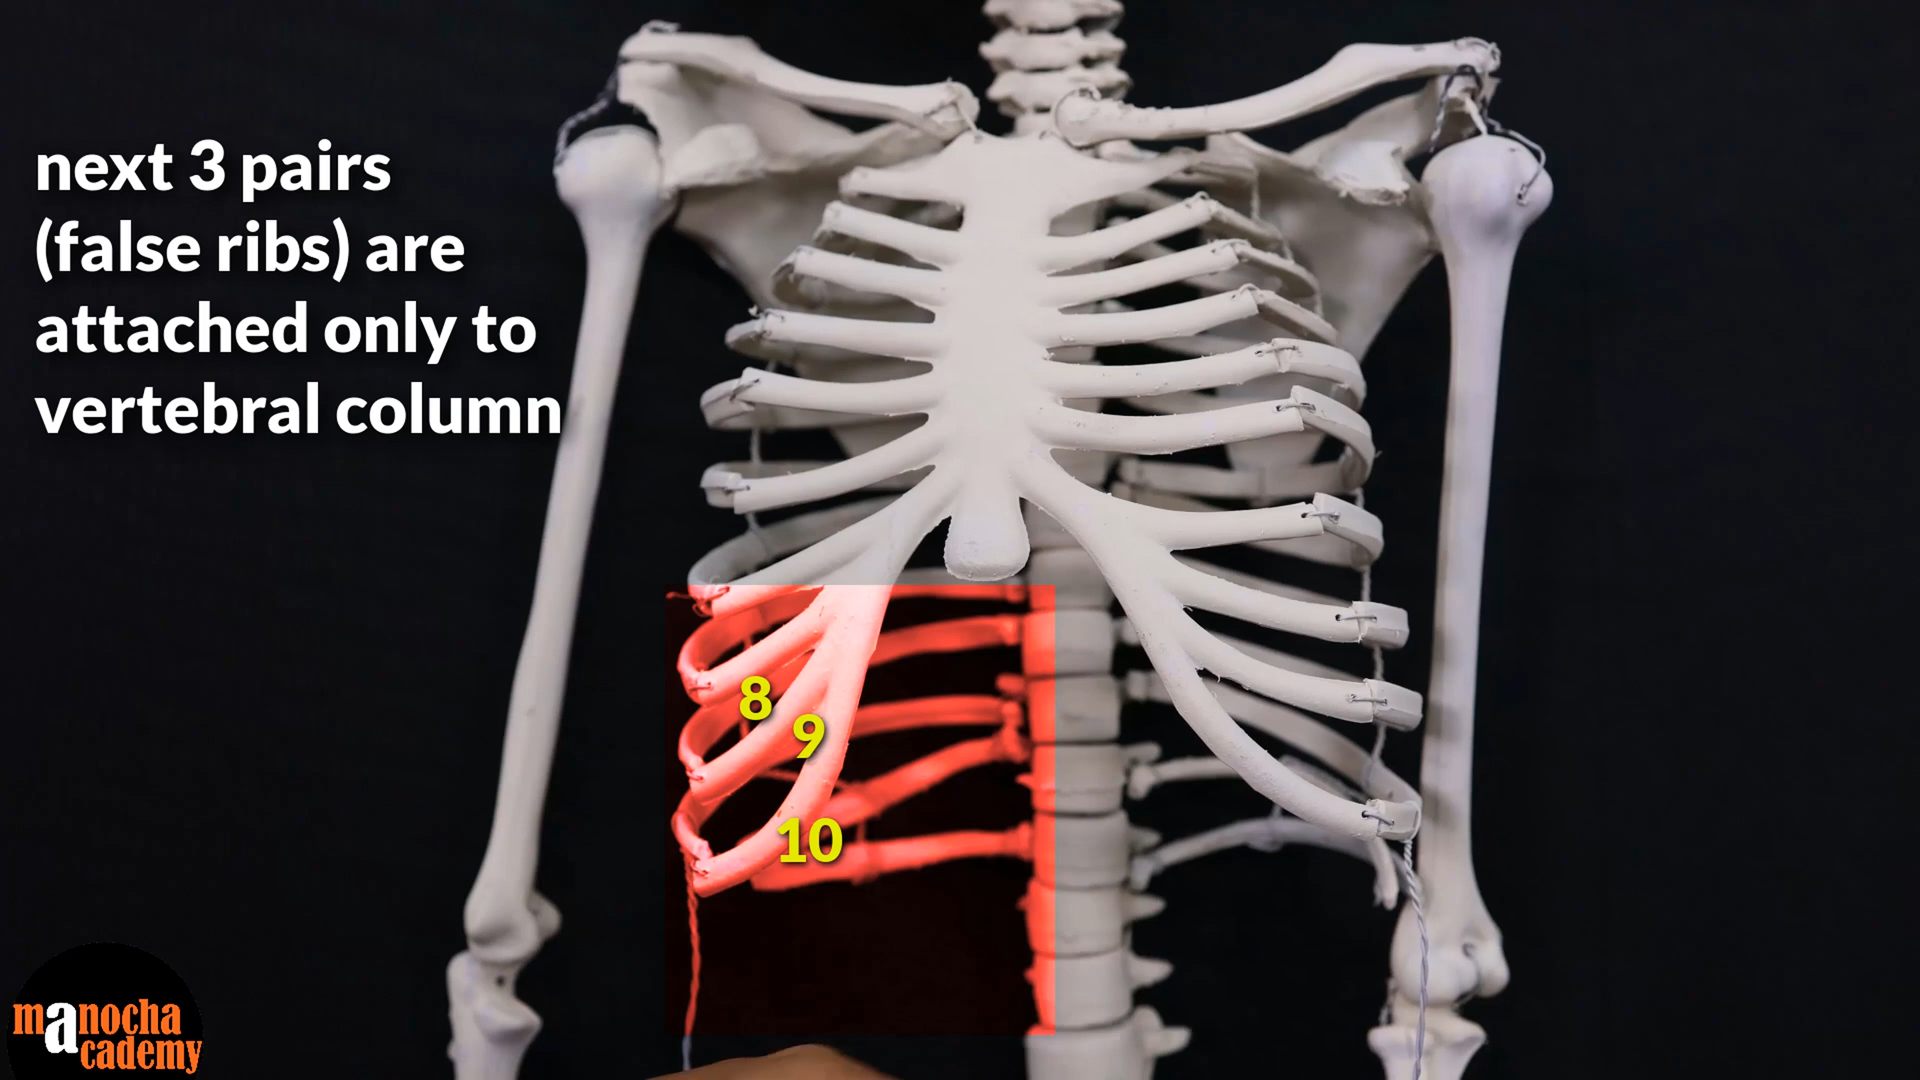 next 3 pairs
(false ribs) are
attached only to
vertebral column
8
9
10
manocha
academy